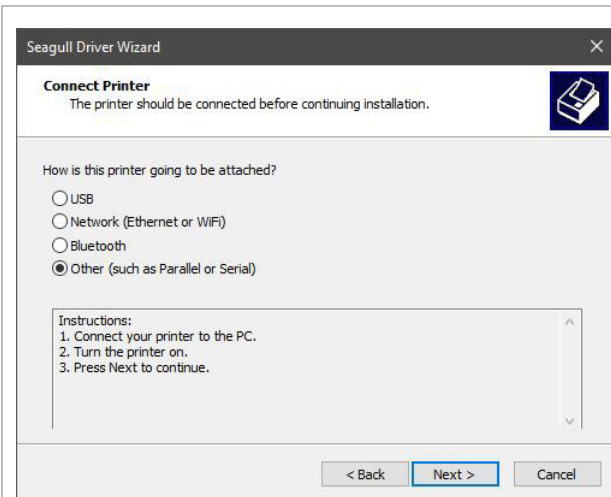 Seagull Driver Wizard
Connect Printer
The printer should be connected before continuing installation.
How is this printer going to be attached?
USB
Network (Ethernet or WiFi)
Bluetooth
Other (such as Parallel or Serial)
Instructions:
1. Connect your printer to the PC.
2. Turn the printer on.
3. Press Next to continue.
< Back Next > Cancel